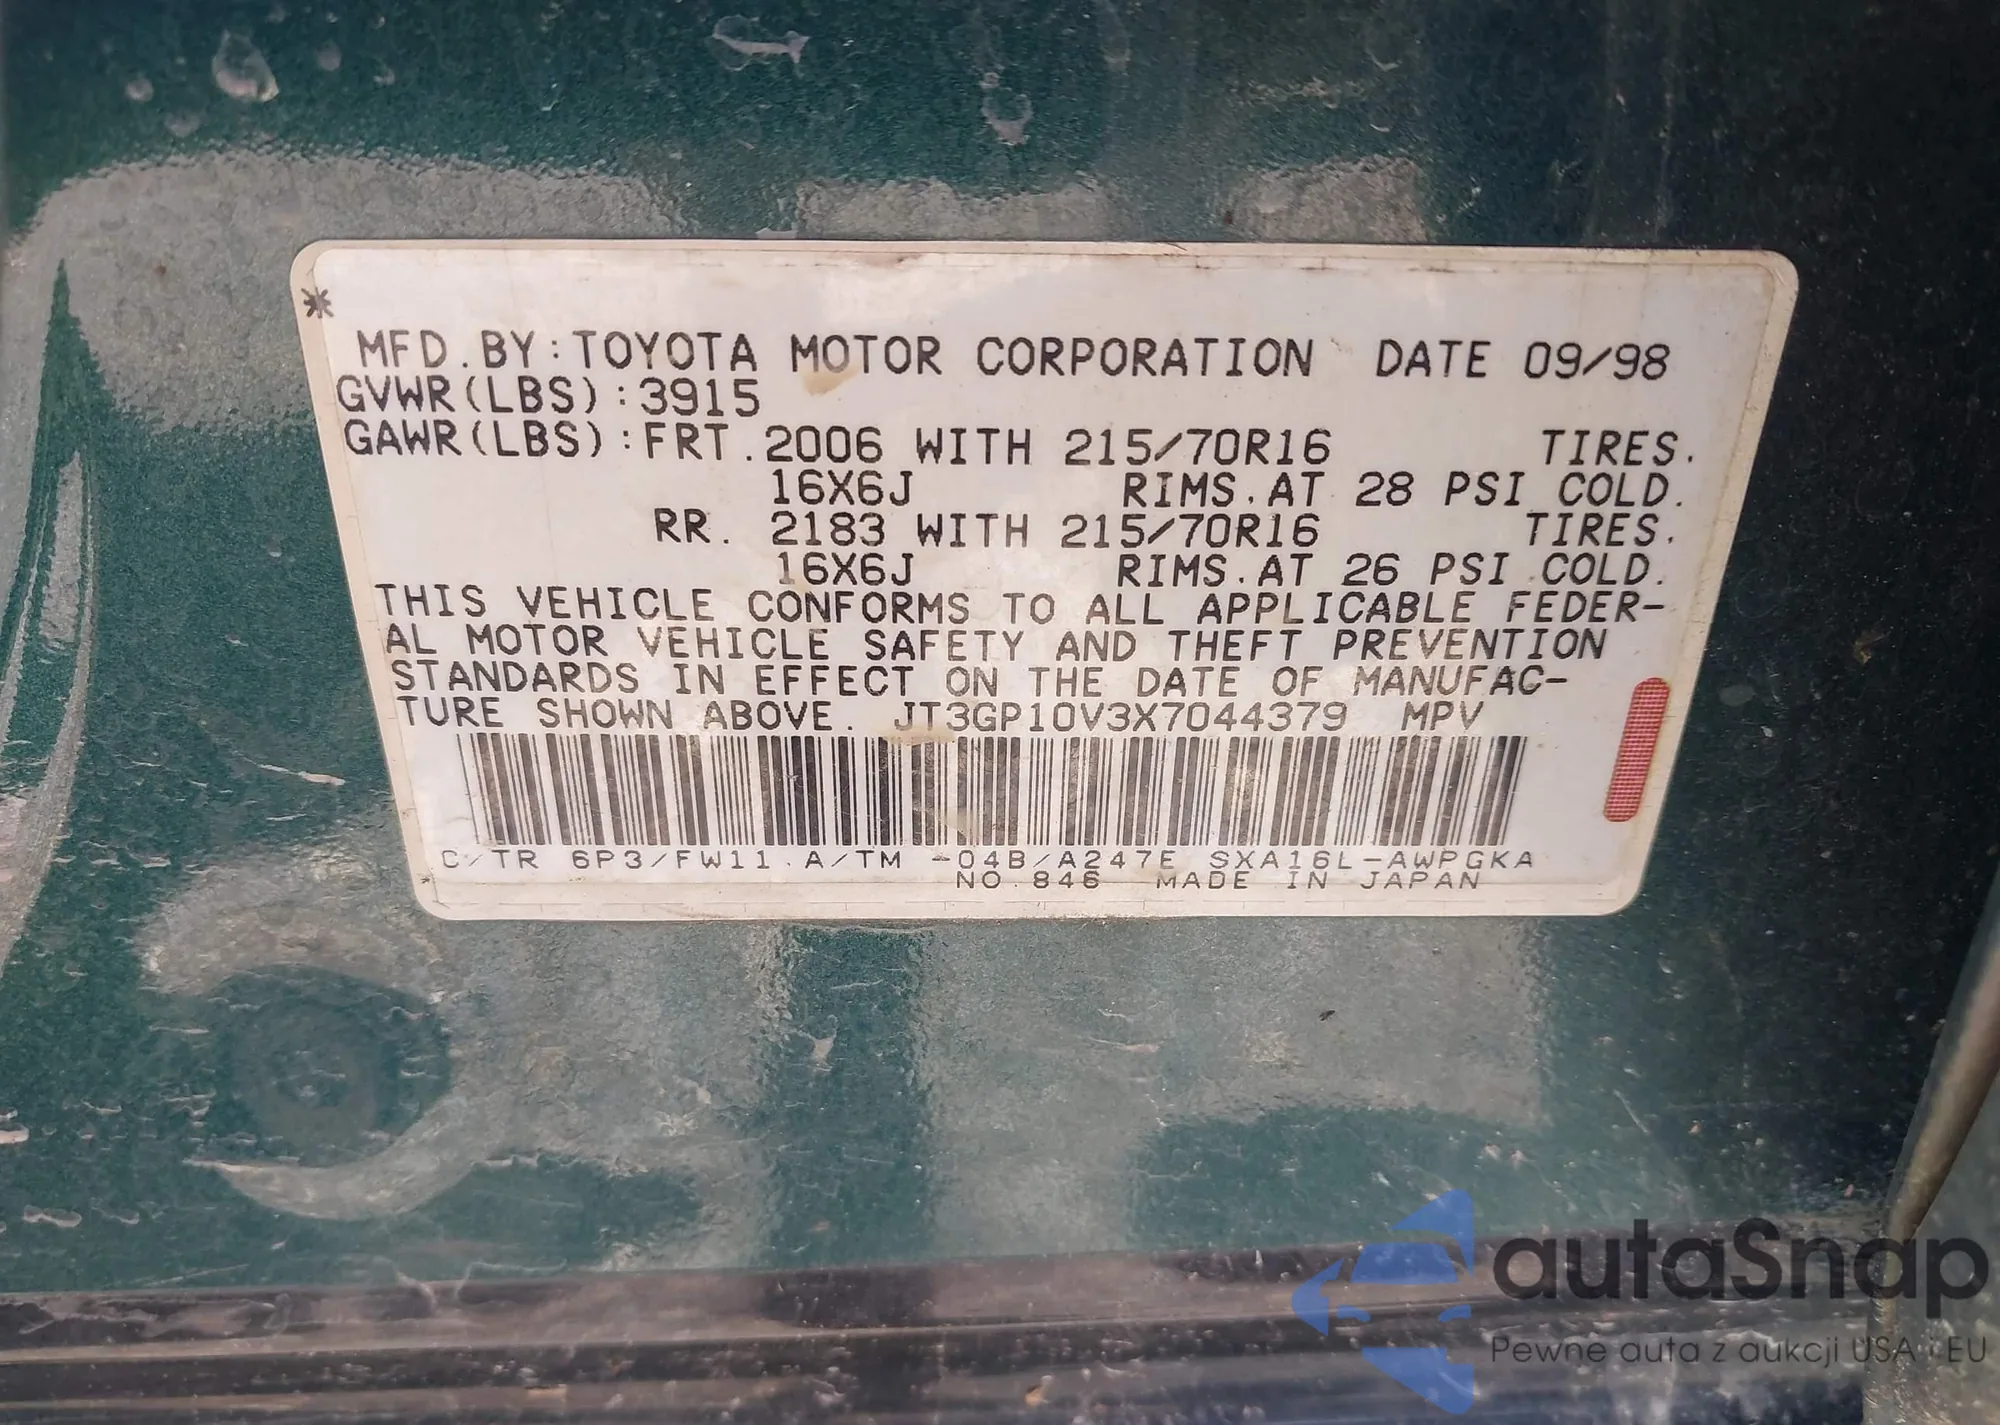 *
MFD.BY:TOYOTA MOTOR CORPORATION DATE 09/98
GVWR(LBS):3915
GAWR(LBS):FRT.2006 WITH 215/70R16 TIRES.
16X6J RIMS.AT 28 PSI COLD.
RR. 2183 WITH 215/70R16 TIRES.
16X6J RIMS.AT 26 PSI COLD.
THIS VEHICLE CONFORMS TO ALL APPLICABLE FEDER-
AL MOTOR VEHICLE SAFETY AND THEFT PREVENTION
STANDARDS IN EFFECT ON THE DATE OF MANUFAC-
TURE SHOWN ABOVE. JT3GP10V3X7044379 MPV
C/TR 6P3/FW11 A/TM -04B/A247E SXA16L-AWPGKA
NO.846 MADE IN JAPAN
autaSnap
Pewne auta z aukcji USA i EU